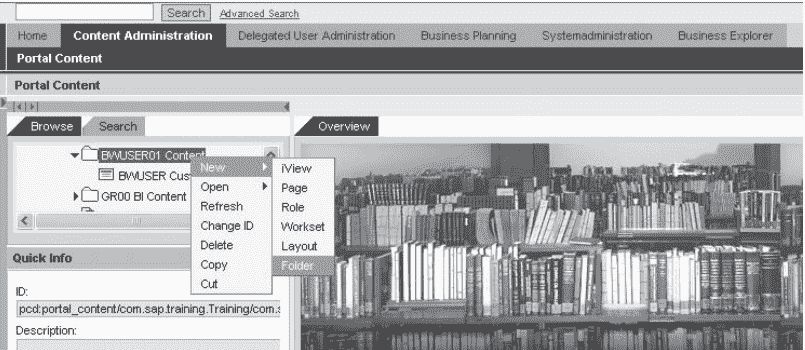 Search Advanced Search
Home Content Administration Delegated User Administration Business Planning Systemadministration Business Explorer
Portal Content
Portal Content
Browse Search Overview
BWUSER01 Content
BWUSER Cus
GR00 BI Content
New
Open
Refresh
Change ID
Delete
Copy
Cut
iView
Page
Role
Workset
Layout
Folder
Quick Info
ID:
pcd:portal_content/com.sap.training.Training/com.s
Description: